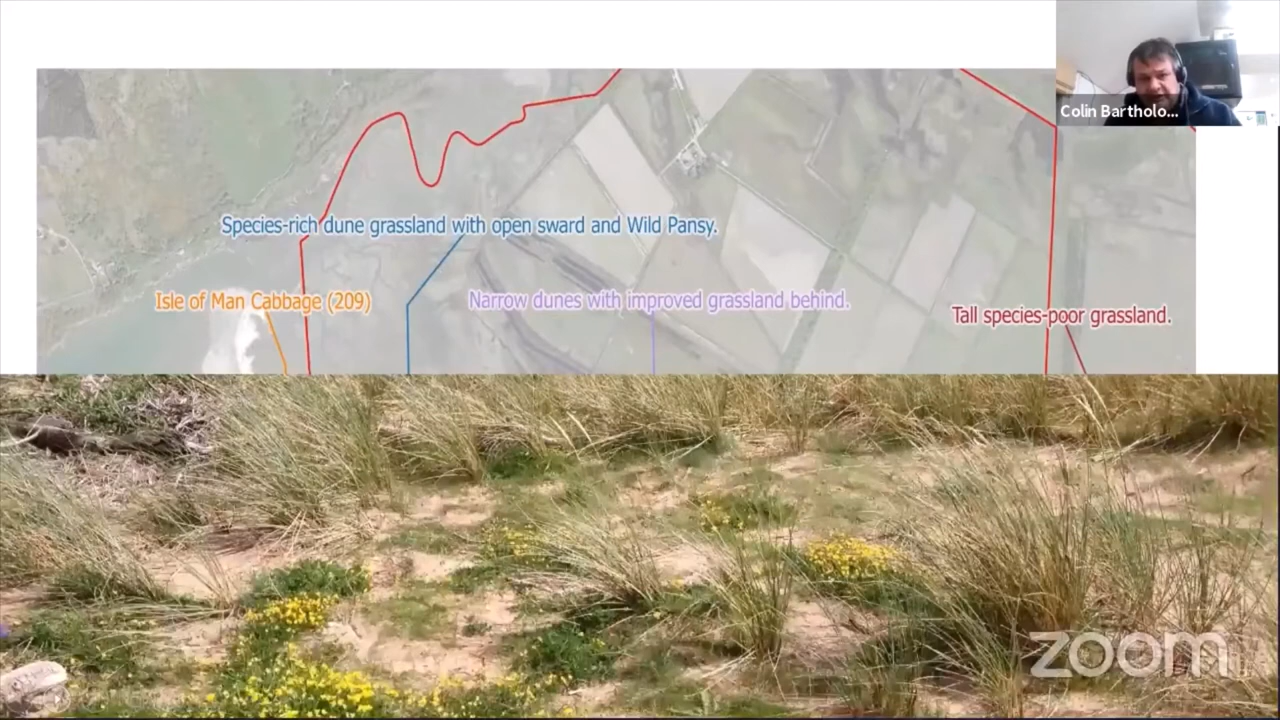 Colin Bartholo...
Species-rich dune grassland with open sward and Wild Pansy.
Isle of Man Cabbage (209)
Narrow dunes with improved grassland behind.
Tall species-poor grassland.
zoom